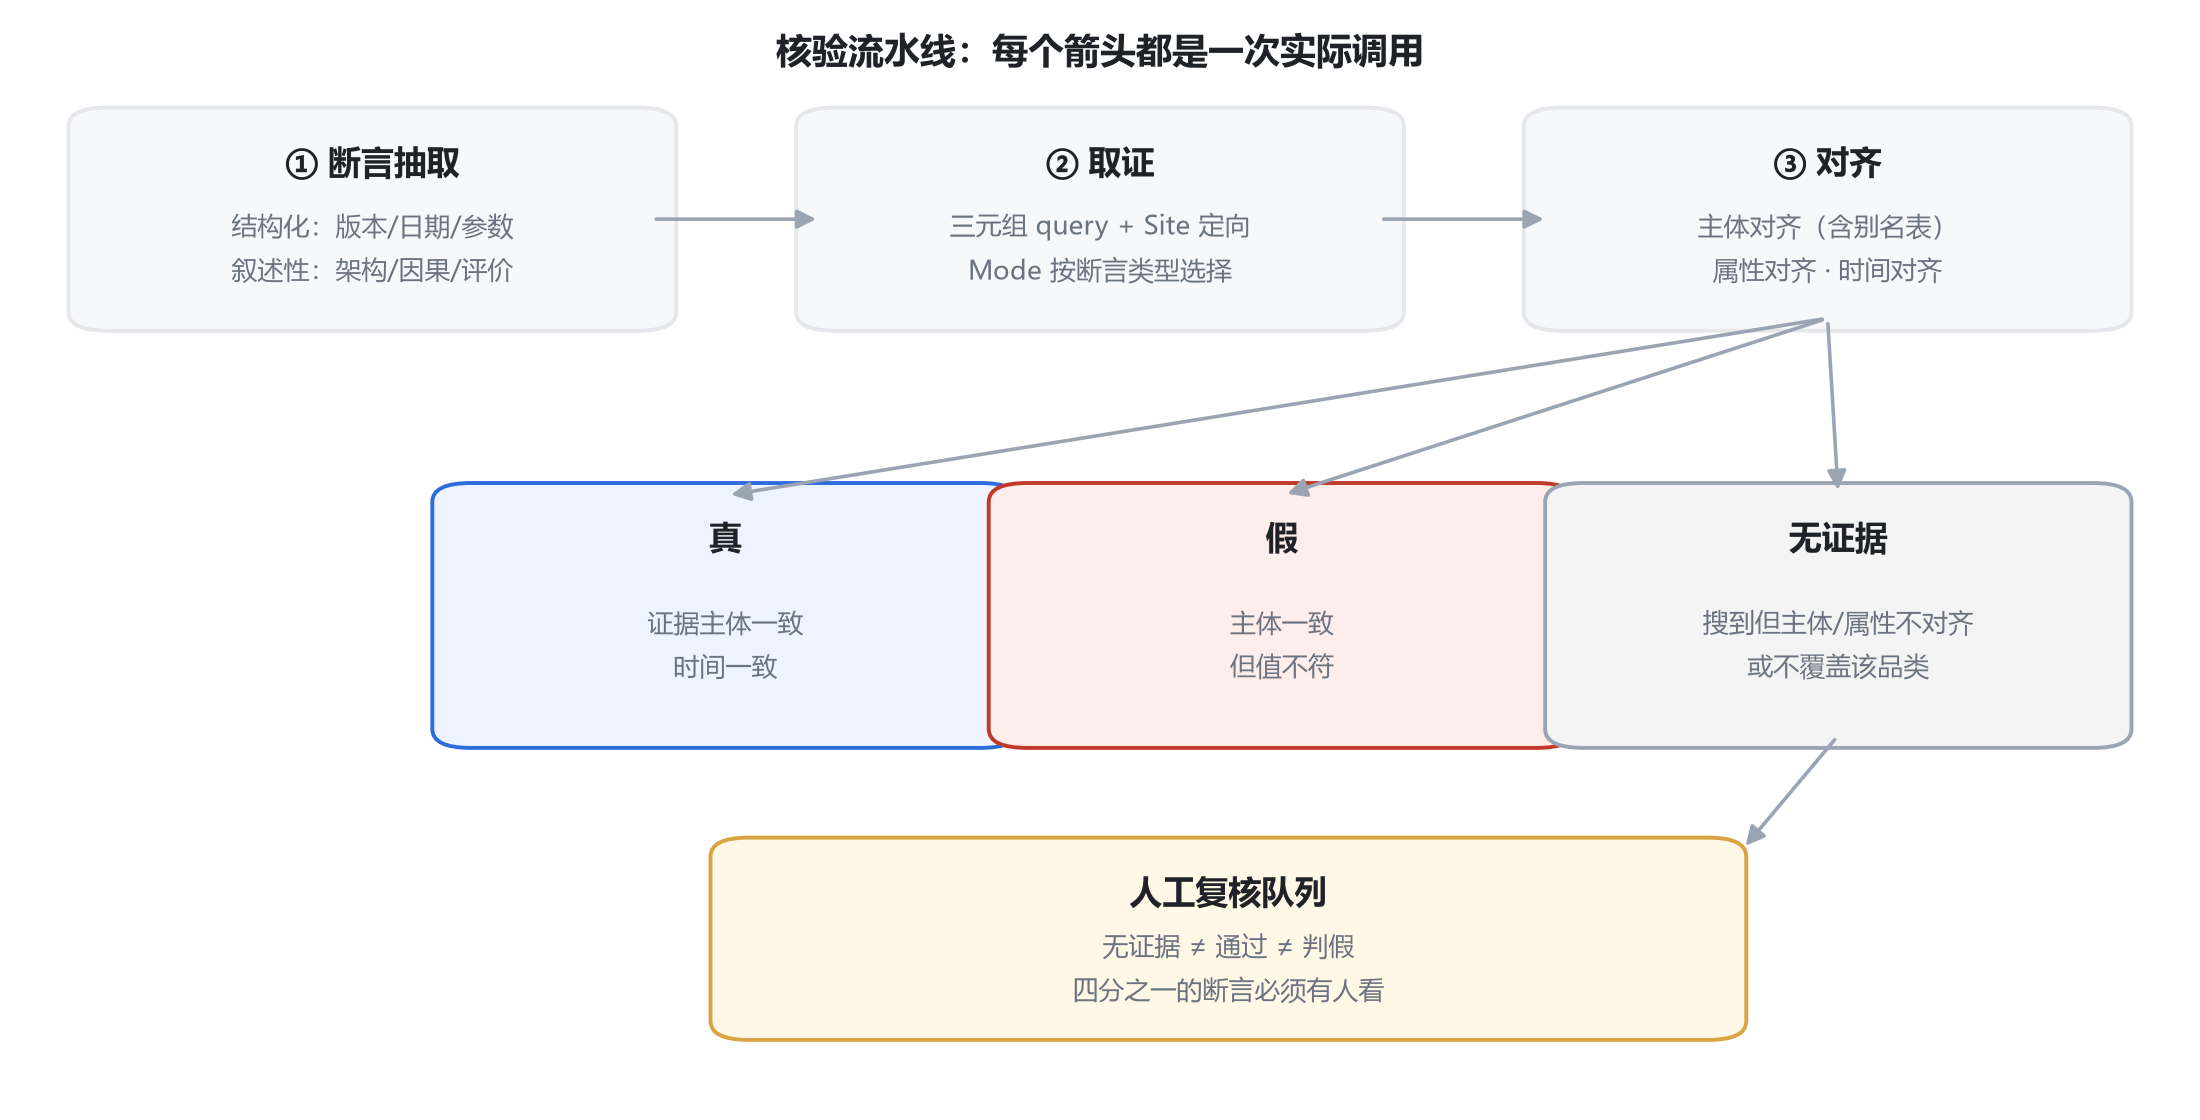 核验流水线：每个箭头都是一次实际调用
① 断言抽取
结构化：版本/日期/参数
叙述性：架构/因果/评价
② 取证
三元组 query + Site 定向
Mode 按断言类型选择
③ 对齐
主体对齐（含别名表）
属性对齐 · 时间对齐
真
证据主体一致
时间一致
假
主体一致
但值不符
无证据
搜到但主体/属性不对齐
或不覆盖该品类
人工复核队列
无证据 ≠ 通过 ≠ 判假
四分之一的断言必须有人看